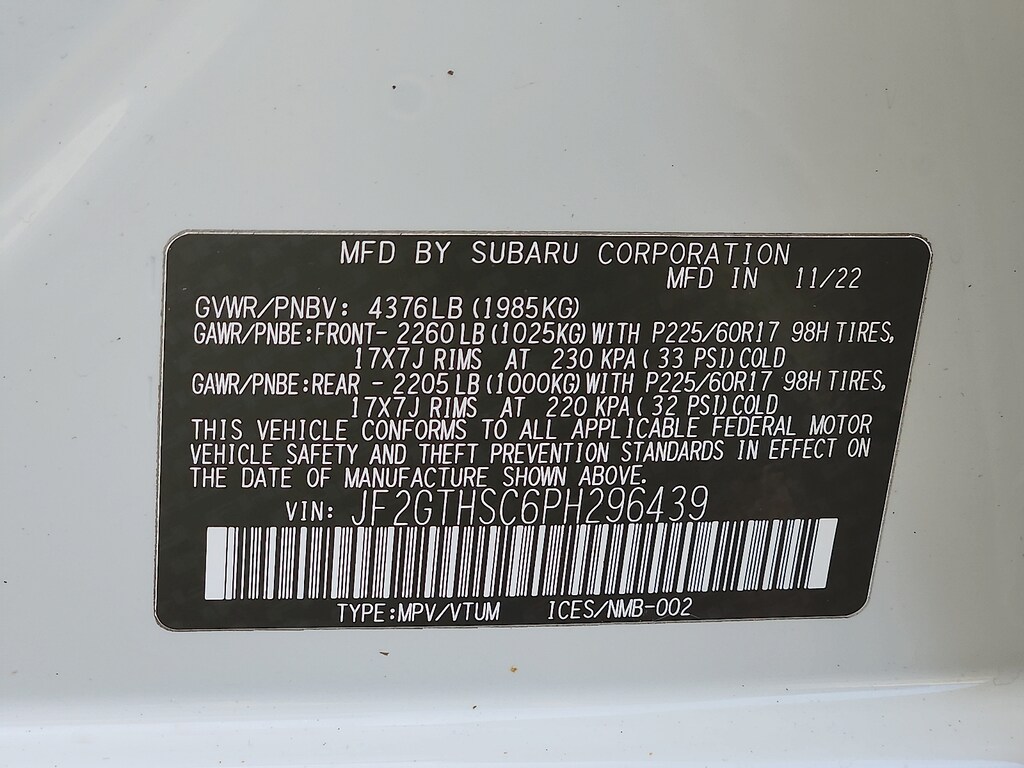 MFD BY SUBARU CORPORATION
MFD IN 11/22
GVWR/PNBV: 4376LB (1985KG)
GAWR/PNBE:FRONT- 2260 LB (1025KG) WITH P225/60R17 98H TIRES,
17X7J RIMS AT 230 KPA ( 33 PSI) COLD
GAWR/PNBE:REAR - 2205 LB (1000KG) WITH P225/60R17 98H TIRES,
17X7J RIMS AT 220 KPA ( 32 PSI) COLD
THIS VEHICLE CONFORMS TO ALL APPLICABLE FEDERAL MOTOR
VEHICLE SAFETY AND THEFT PREVENTION STANDARDS IN EFFECT ON
THE DATE OF MANUFACTURE SHOWN ABOVE.
VIN: JF2GTHSC6PH296439
TYPE:MPV/VTUM ICES/NMB-002